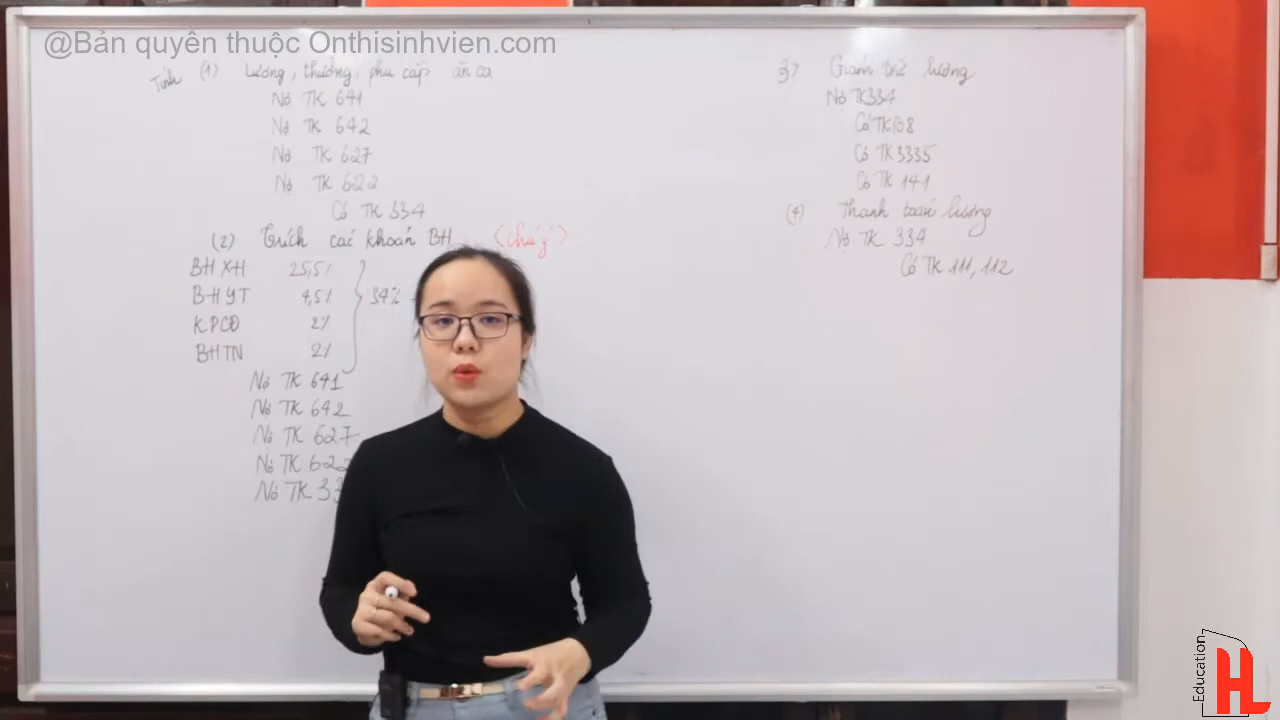 @Bản quyền thuộc Onthisinhvien.com
Tính (1) Lương, thưởng, phụ cấp ăn ca
Nợ TK 641
Nợ TK 642
Nợ TK 627
Nợ TK 622
Có TK 334
(2) Trích các khoản BH <chú ý>
BHXH 25,5%
BHYT 4,5%
KPCĐ 2%
BHTN 2%
34%
Nợ TK 641
Nợ TK 642
Nợ TK 627
Nợ TK 622
Nợ TK 33
3> Giảm trừ lương
Nợ TK334
Có TK138
Có TK 3335
Có TK 141
(4) Thanh toán lương
Nợ TK 334
Có TK 111, 112
Education
HL